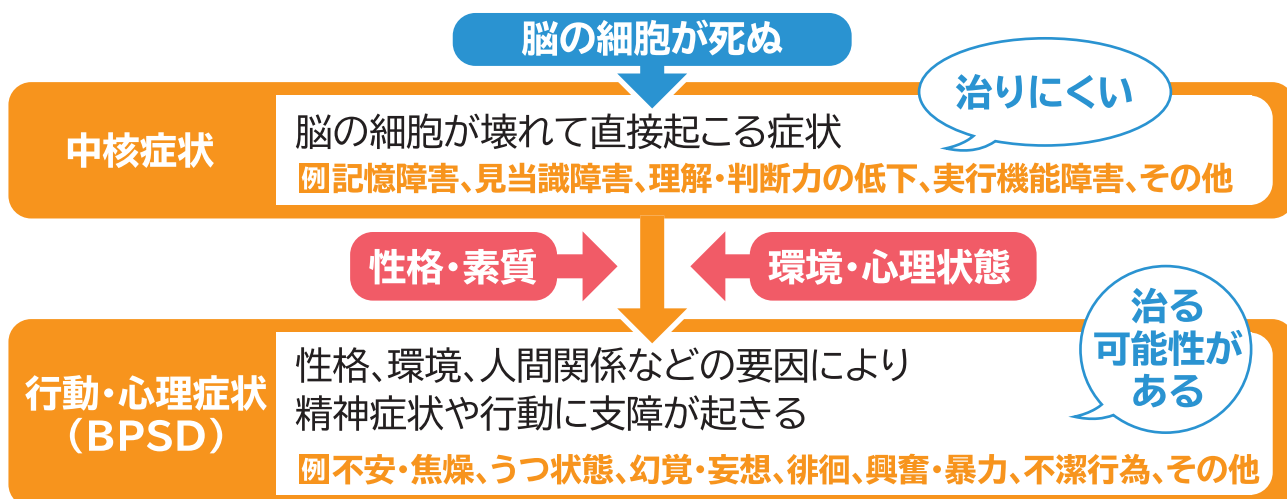 脳の細胞が死ぬ
治りにくい
中核症状
脳の細胞が壊れて直接起こる症状
例 記憶障害、見当識障害、理解・判断力の低下、実行機能障害、その他
性格・素質
環境・心理状態
治る
可能性が
ある
行動・心理症状
（BPSD）
性格、環境、人間関係などの要因により
精神症状や行動に支障が起きる
例 不安・焦燥、うつ状態、幻覚・妄想、徘徊、興奮・暴力、不潔行為、その他